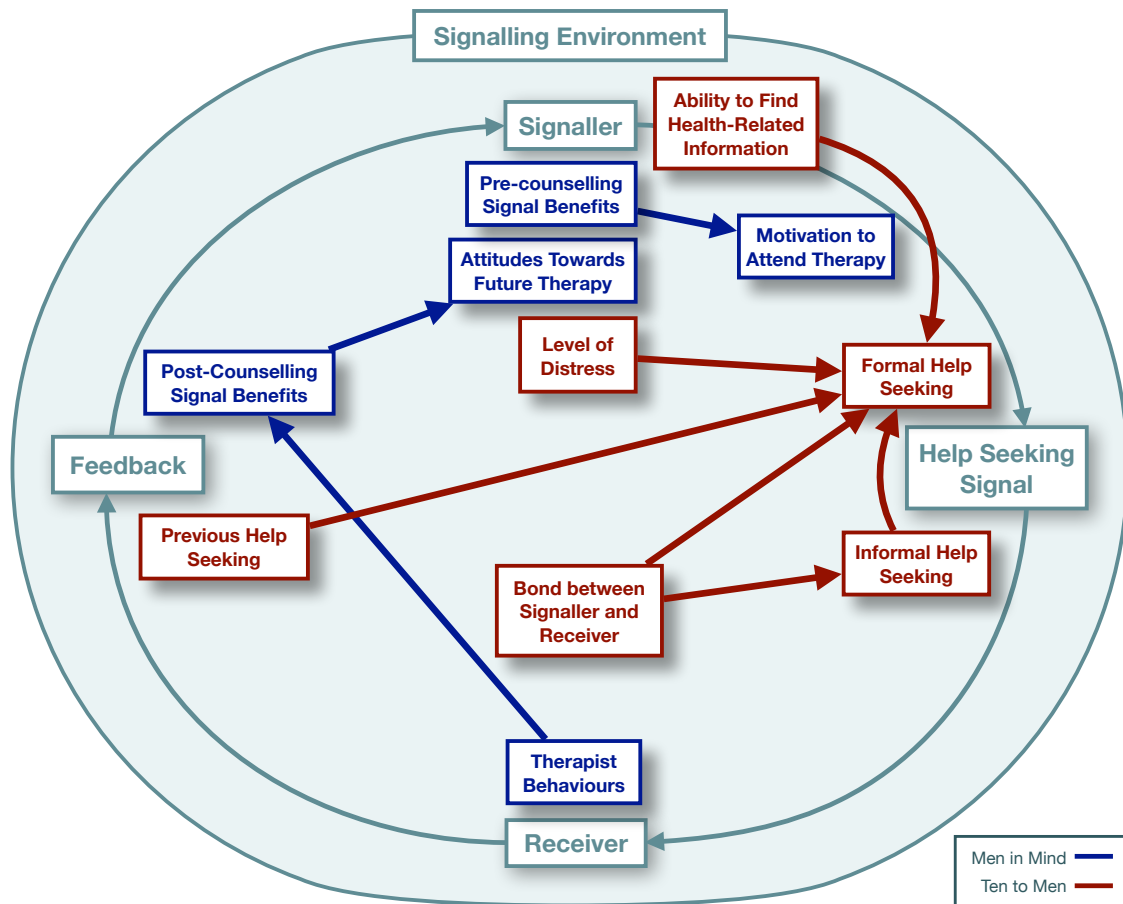 Signalling Environment
Signaller
Ability to Find
Health-Related
Information
Pre-counselling
Signal Benefits
Motivation to
Attend Therapy
Attitudes Towards
Future Therapy
Level of
Distress
Formal Help
Seeking
Post-Counselling
Signal Benefits
Feedback
Help Seeking
Signal
Previous Help
Seeking
Informal Help
Seeking
Bond between
Signaller and
Receiver
Therapist
Behaviours
Receiver
Men in Mind
Ten to Men